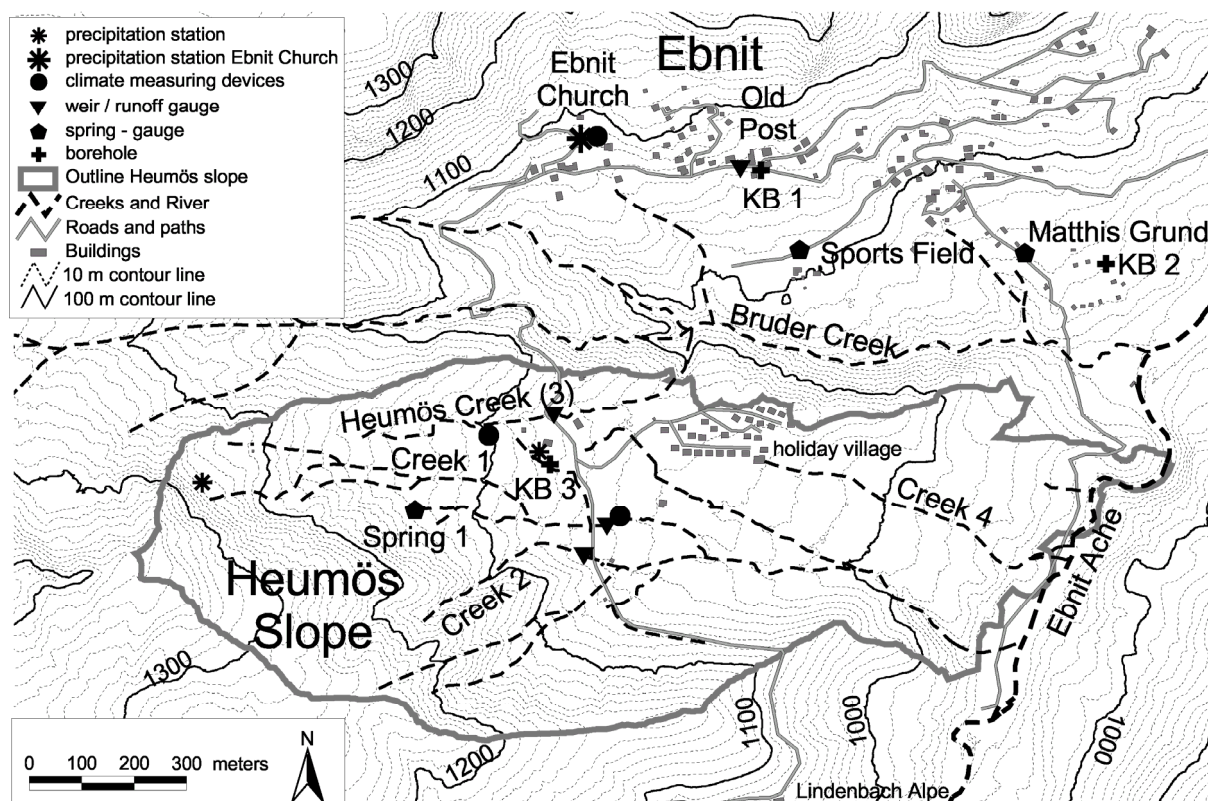 precipitation station
precipitation station Ebnit Church
climate measuring devices
weir / runoff gauge
spring - gauge
borehole
Outline Heumös slope
Creeks and River
Roads and paths
Buildings
10 m contour line
100 m contour line
1300
1200
1100
Ebnit
Ebnit
Church
Old
Post
KB 1
Sports Field
Matthis Grund
KB 2
Bruder Creek
Heumös Creek (3)
Creek 1
KB 3
Spring 1
holiday village
Creek 4
Creek 2
Heumös
Slope
Ebnit Ache
1300
1200
1100
1000
1000
Lindenbach Alpe
0 100 200 300 meters
N